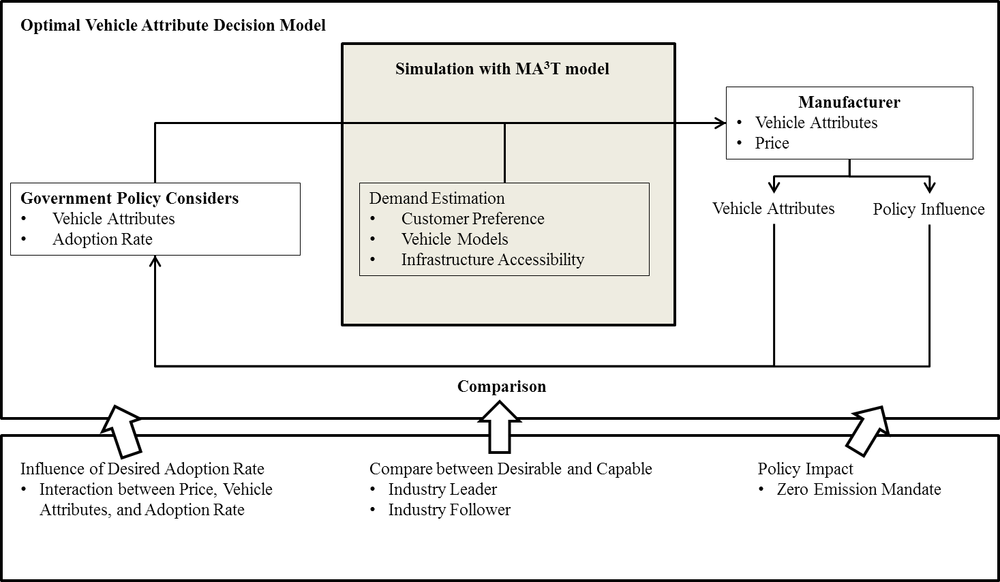 Optimal Vehicle Attribute Decision Model
Simulation with MA³T model
Manufacturer
• Vehicle Attributes
• Price
Government Policy Considers
• Vehicle Attributes
• Adoption Rate
Demand Estimation
• Customer Preference
• Vehicle Models
• Infrastructure Accessibility
Vehicle Attributes
Policy Influence
Comparison
Influence of Desired Adoption Rate
• Interaction between Price, Vehicle
Attributes, and Adoption Rate
Compare between Desirable and Capable
• Industry Leader
• Industry Follower
Policy Impact
• Zero Emission Mandate